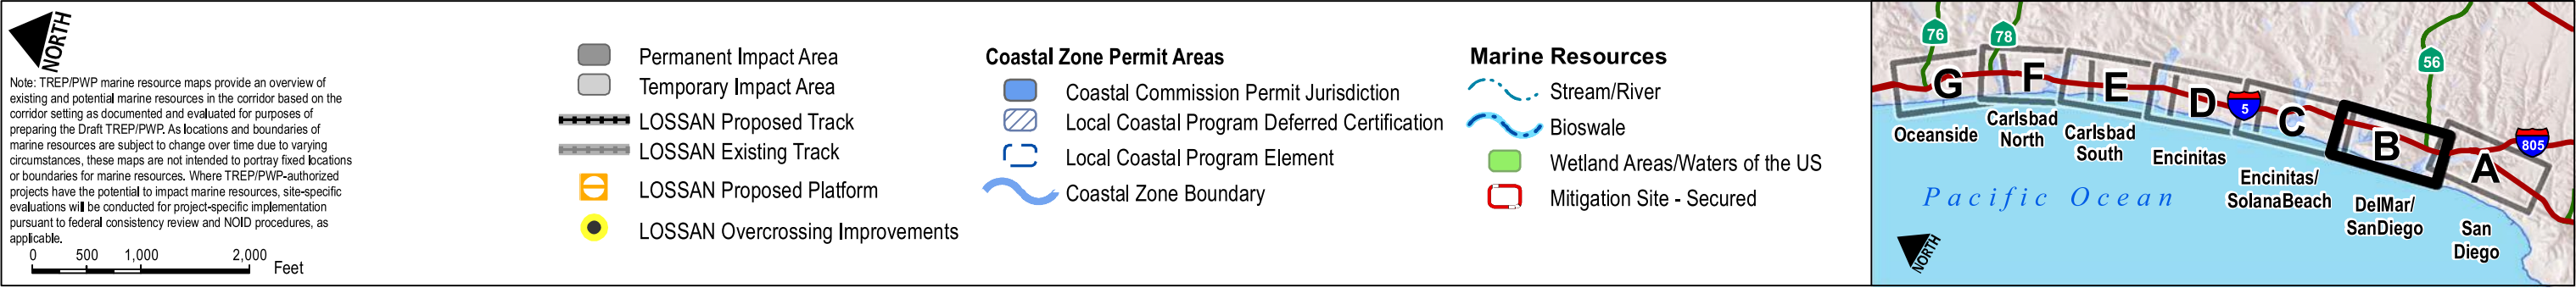 NORTH
Note: TREP/PWP marine resource maps provide an overview of
existing and potential marine resources in the corridor based on the
corridor setting as documented and evaluated for purposes of
preparing the Draft TREP/PWP. As locations and boundaries of
marine resources are subject to change over time due to varying
circumstances, these maps are not intended to portray fixed locations
or boundaries for marine resources. Where TREP/PWP-authorized
projects have the potential to impact marine resources, site-specific
evaluations will be conducted for project-specific implementation
pursuant to federal consistency review and NOID procedures, as
applicable.
0 500 1,000 2,000
Feet
Permanent Impact Area
Temporary Impact Area
LOSSAN Proposed Track
LOSSAN Existing Track
LOSSAN Proposed Platform
LOSSAN Overcrossing Improvements
Coastal Zone Permit Areas
Coastal Commission Permit Jurisdiction
Local Coastal Program Deferred Certification
Local Coastal Program Element
Coastal Zone Boundary
Marine Resources
Stream/River
Bioswale
Wetland Areas/Waters of the US
Mitigation Site - Secured
76
78
56
G
F
E
D
5
C
B
A
805
Oceanside
Carlsbad
North
Carlsbad
South
Encinitas
Encinitas/
SolanaBeach
DelMar/
SanDiego
San
Diego
Pacific Ocean
NORTH